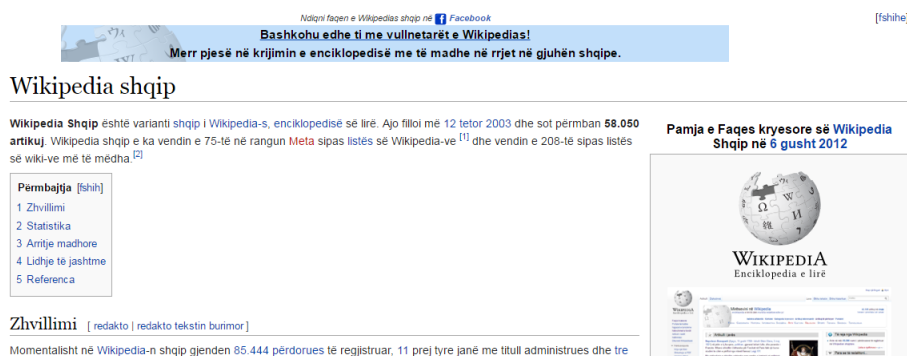 Ndiqni faqen e Wikipedias shqip në Facebook
[fshihe]
Bashkohu edhe ti me vullnetarët e Wikipedias!
Merr pjesë në krijimin e enciklopedisë me të madhe në rrjet në gjuhën shqipe.
Wikipedia shqip
Wikipedia Shqip është varianti shqip i Wikipedia-s, enciklopedisë së lirë. Ajo filloi më 12 tetor 2003 dhe sot përmban 58.050
artikuj. Wikipedia shqip e ka vendin e 75-të në rangun Meta sipas listës së Wikipedia-ve [1] dhe vendin e 208-të sipas listës
së wiki-ve më të mëdha.[2]
Përmbajtja [fshih]
1 Zhvillimi
2 Statistika
3 Arritje madhore
4 Lidhje të jashtme
5 Referenca
Zhvillimi [ redakto | redakto tekstin burimor ]
Momentalisht në Wikipedia-n shqip gjenden 85.444 përdorues të regjistruar, 11 prej tyre janë me titull administrues dhe tre
Pamja e Faqes kryesore së Wikipedia
Shqip në 6 gusht 2012
WIKIPEDIA
Enciklopedia e lirë